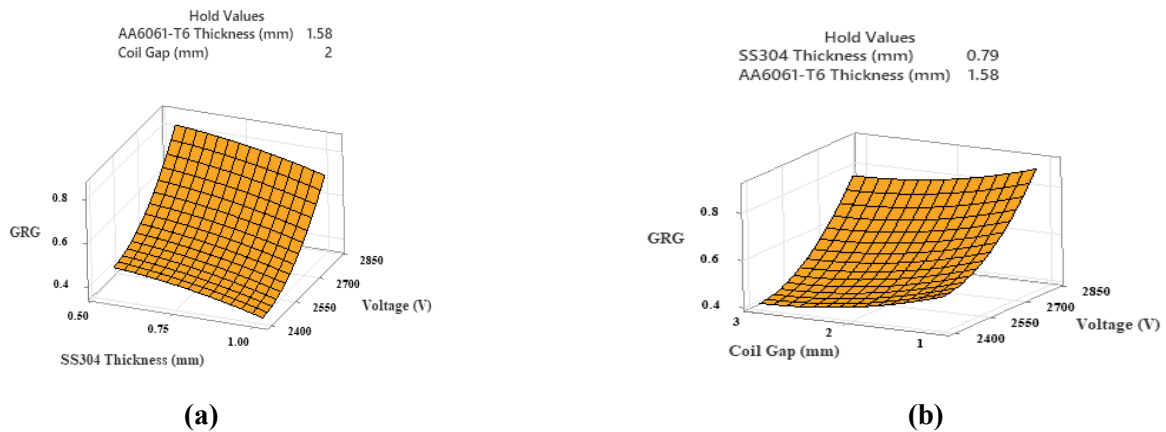 Hold Values
AA6061-T6 Thickness (mm) 1.58
Coil Gap (mm) 2
0.8
0.6
0.4
GRG
0.50
0.75
1.00
SS304 Thickness (mm)
2400
2550
2700
2850
Voltage (V)
(a)
Hold Values
SS304 Thickness (mm) 0.79
AA6061-T6 Thickness (mm) 1.58
0.8
0.6
0.4
GRG
3
2
1
Coil Gap (mm)
2400
2550
2700
2850
Voltage (V)
(b)